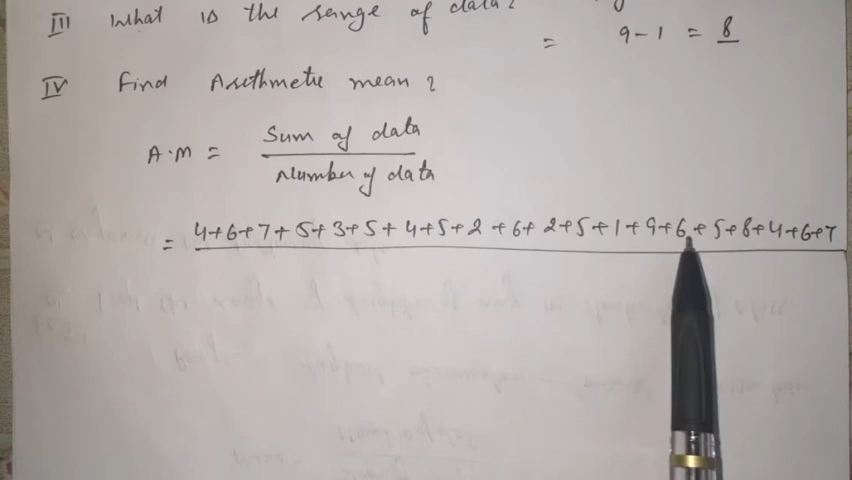 III What is the range of data?
= 9-1 = 8
IV Find Arithmetic mean ?
A.M = Sum of data
Number of data
= 4+6+7+5+3+5+4+5+2+6+2+5+1+9+6+5+8+4+6+7